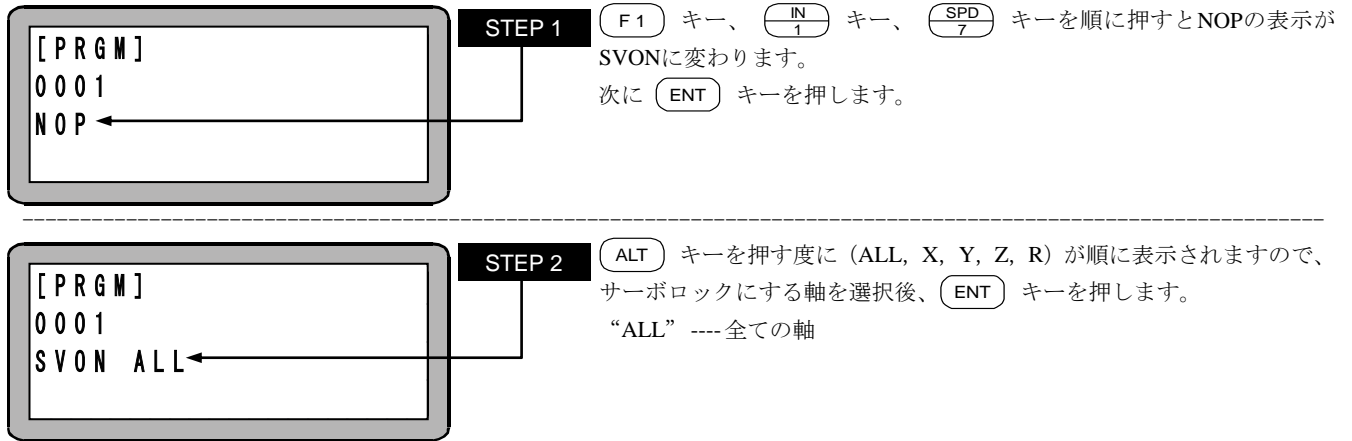 [PRGM]
0001
NOP
STEP 1
F 1 キー、 IN 1 キー、 SPD 7 キーを順に押すとNOPの表示が
SVONに変わります。
次に ENT キーを押します。
[PRGM]
0001
SVON ALL
STEP 2
ALT キーを押す度に（ALL, X, Y, Z, R）が順に表示されますので、
サーボロックにする軸を選択後、 ENT キーを押します。
“ALL” ---- 全ての軸